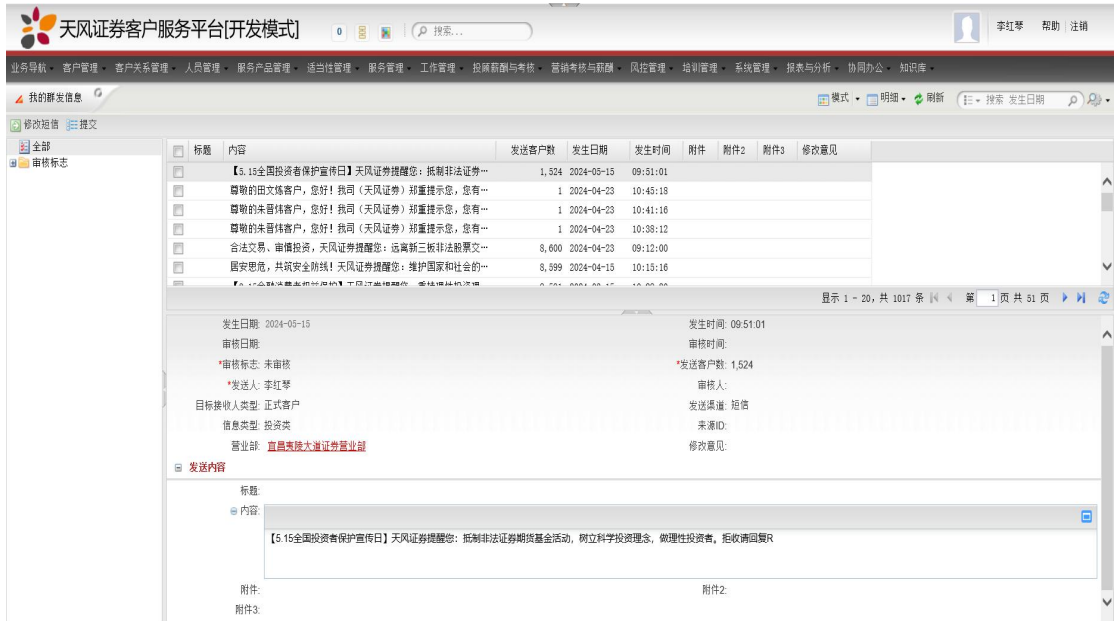 天风证券客户服务平台[开发模式]
0
搜索...
李红琴 帮助 注销
业务导航 客户管理 客户关系管理 人员管理 服务产品管理 适当性管理 服务管理 工作管理 投顾薪酬与考核 营销考核与薪酬 风控管理 培训管理 系统管理 报表与分析 协同办公 知识库
我的群发信息
模式 明细 刷新 搜索 发生日期
修改短信 提交
全部
审核标志
标题 内容 发送客户数 发生日期 发生时间 附件 附件2 附件3 修改意见
【5.15全国投资者保护宣传日】天风证券提醒您：抵制非法证券… 1,524 2024-05-15 09:51:01
尊敬的田文炼客户，您好！我司（天风证券）郑重提示您，您有… 1 2024-04-23 10:45:18
尊敬的朱晋炜客户，您好！我司（天风证券）郑重提示您，您有… 1 2024-04-23 10:41:16
尊敬的朱晋炜客户，您好！我司（天风证券）郑重提示您，您有… 1 2024-04-23 10:38:12
合法交易、审慎投资，天风证券提醒您：远离新三板非法股票交… 8,600 2024-04-23 09:12:00
居安思危，共筑安全防线！天风证券提醒您：维护国家和社会的… 8,599 2024-04-15 10:15:16
显示 1 - 20，共 1017 条 第 1 页 共 51 页
发生日期: 2024-05-15 发生时间: 09:51:01
审核日期: 审核时间:
*审核标志: 未审核 *发送客户数: 1,524
*发送人: 李红琴 审核人:
目标接收人类型: 正式客户 发送渠道: 短信
信息类型: 投资类 来源ID:
营业部: 宜昌夷陵大道证券营业部 修改意见:
发送内容
标题:
内容:
【5.15全国投资者保护宣传日】天风证券提醒您：抵制非法证券期货基金活动，树立科学投资理念，做理性投资者。拒收请回复R
附件: 附件2:
附件3: